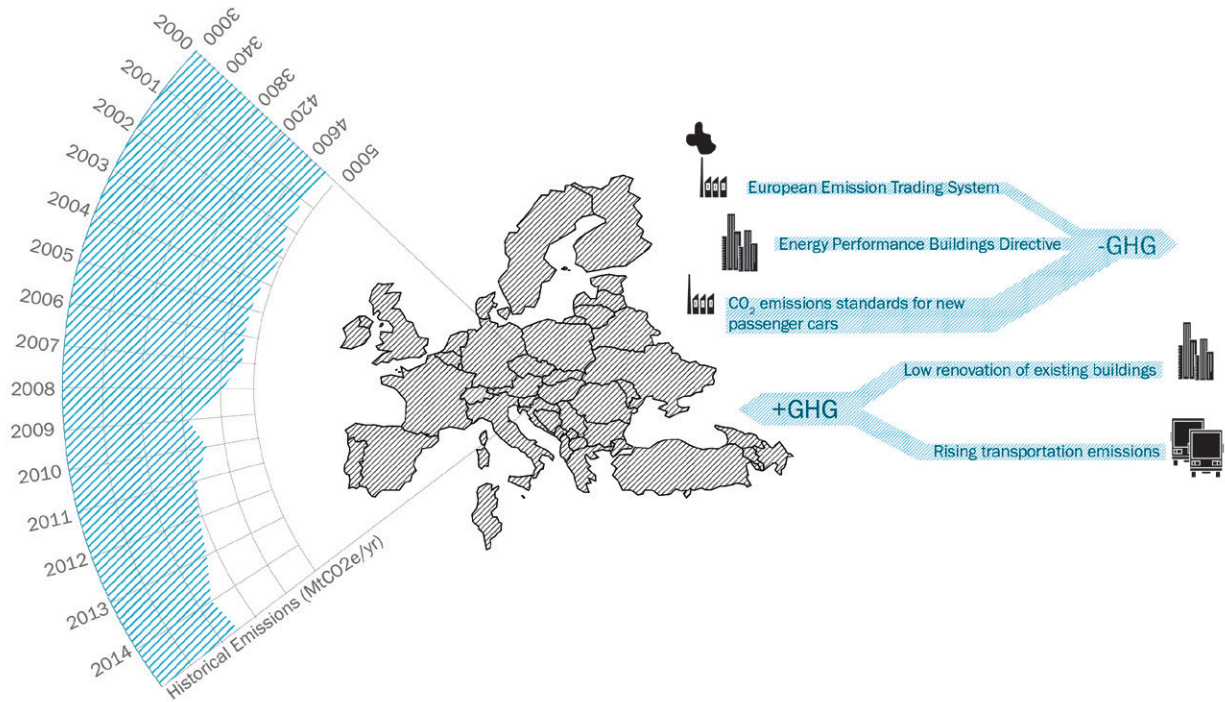 2000
2001
2002
2003
2004
2005
2006
2007
2008
2009
2010
2011
2012
2013
2014
3000
3400
3800
4200
4600
5000
Historical Emissions (MtCO2e/yr)
European Emission Trading System
Energy Performance Buildings Directive
-GHG
CO₂ emissions standards for new
passenger cars
Low renovation of existing buildings
+GHG
Rising transportation emissions